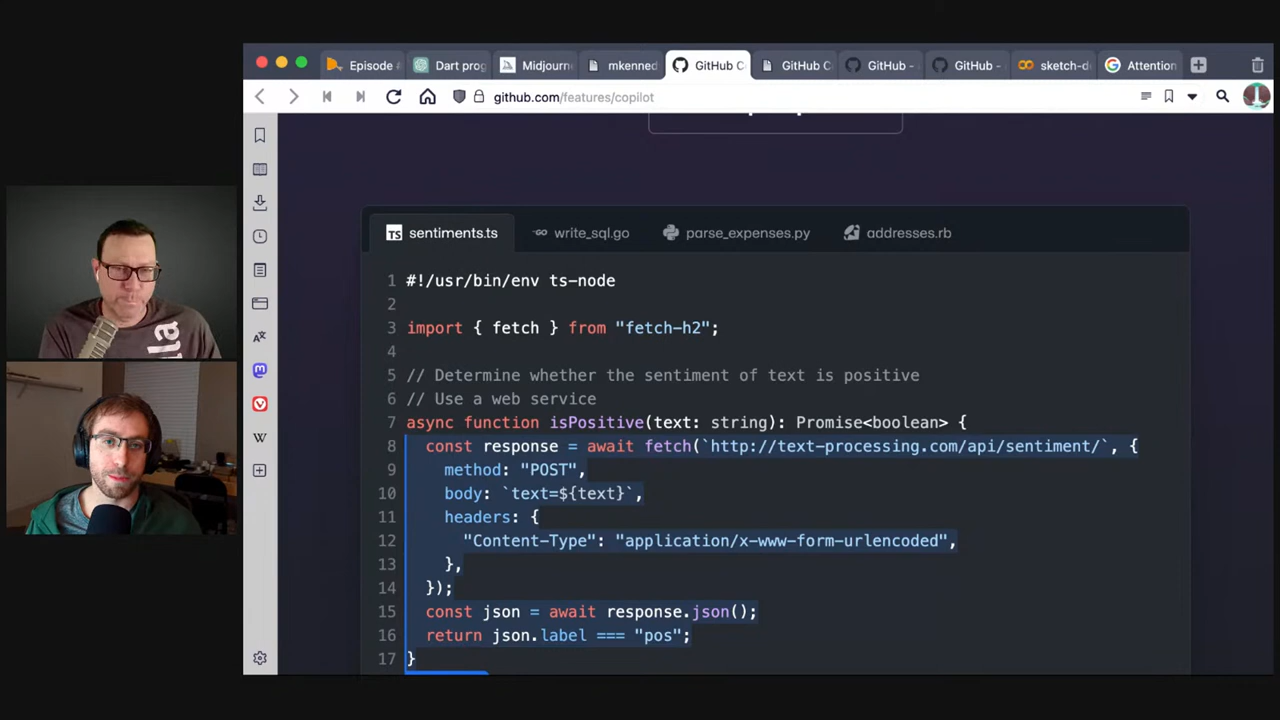 Episode
Dart prog
Midjourn
mkenned
GitHub C
GitHub C
GitHub -
GitHub -
sketch-d
Attention
github.com/features/copilot
TS sentiments.ts
write_sql.go
parse_expenses.py
addresses.rb
1 #!/usr/bin/env ts-node
2
3 import { fetch } from "fetch-h2";
4
5 // Determine whether the sentiment of text is positive
6 // Use a web service
7 async function isPositive(text: string): Promise<boolean> {
8 const response = await fetch(`http://text-processing.com/api/sentiment/`, {
9 method: "POST",
10 body: `text=${text}`,
11 headers: {
12 "Content-Type": "application/x-www-form-urlencoded",
13 },
14 });
15 const json = await response.json();
16 return json.label === "pos";
17 }